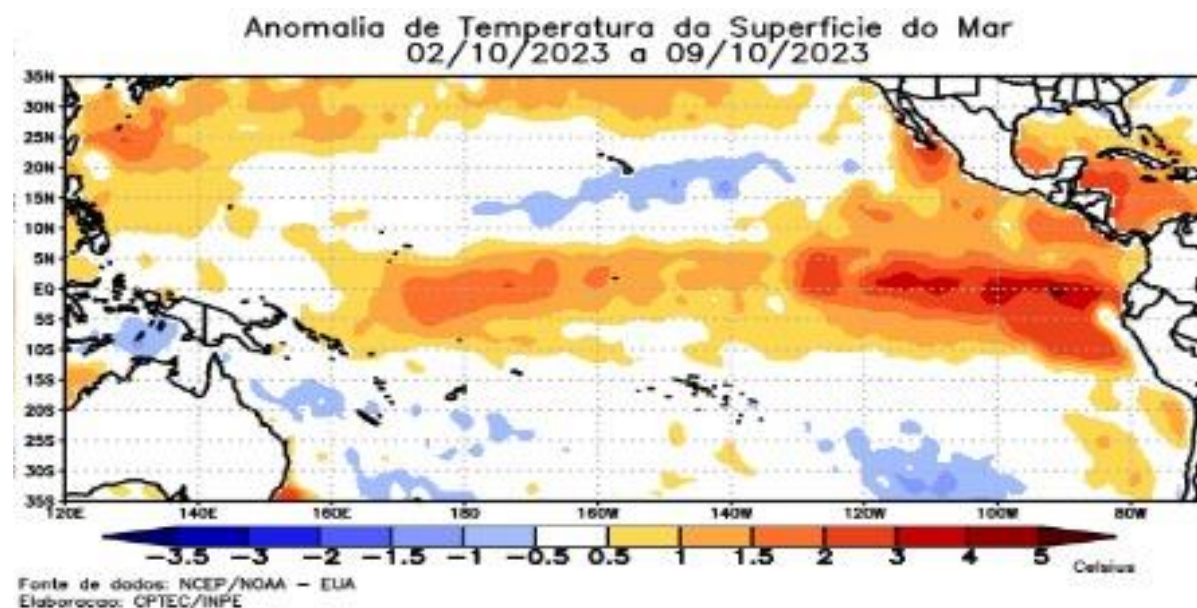 Anomalia de Temperatura da Superficie do Mar
02/10/2023 a 09/10/2023
35N
30N
25N
20N
15N
10N
5N
EQ
5S
10S
15S
20S
25S
30S
35S
120E 140E 160E 180 160W 140W 120W 100W 80W
-3.5 -3 -2 -1.5 -1 -0.5 0.5 1 1.5 2 3 4 5
Celsius
Fonte de dados: NCEP/NOAA - EUA
Elaboracao: CPTEC/INPE